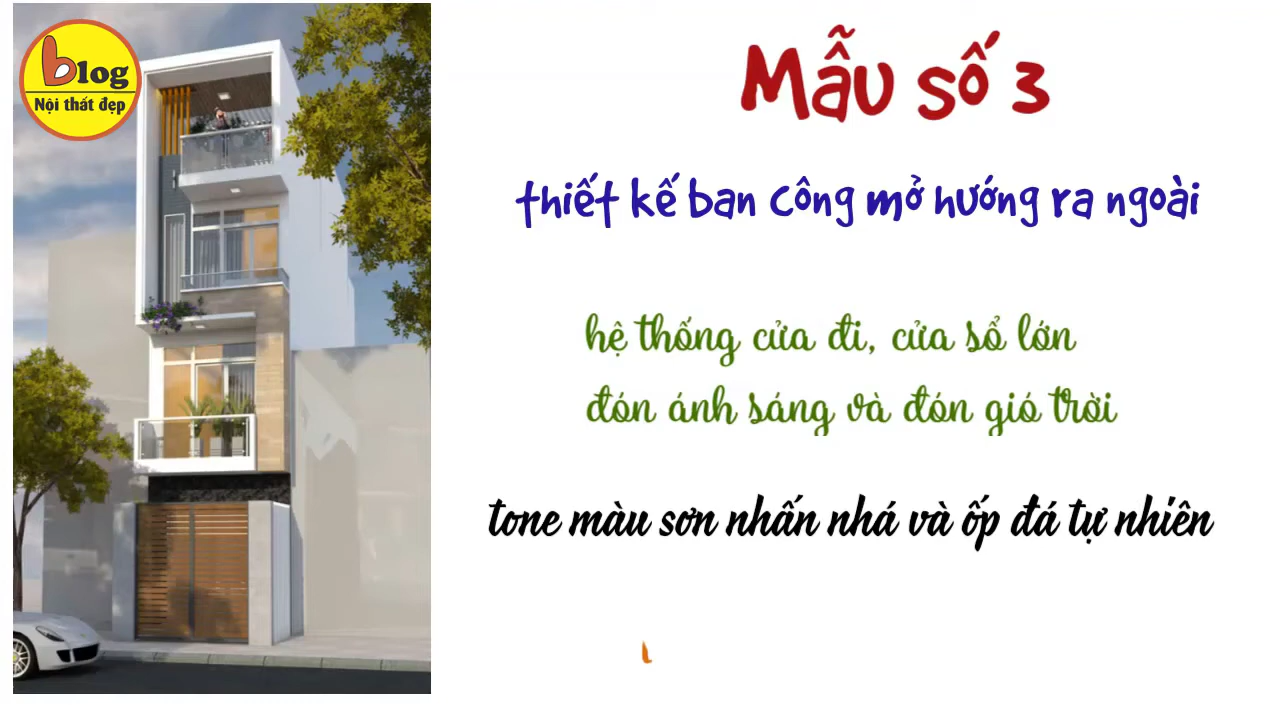 blog
Nội thất đẹp
Mẫu số 3
thiết kế ban công mở hướng ra ngoài
hệ thống cửa đi, cửa sổ lớn
đón ánh sáng và đón gió trời
tone màu sơn nhấn nhá và ốp đá tự nhiên